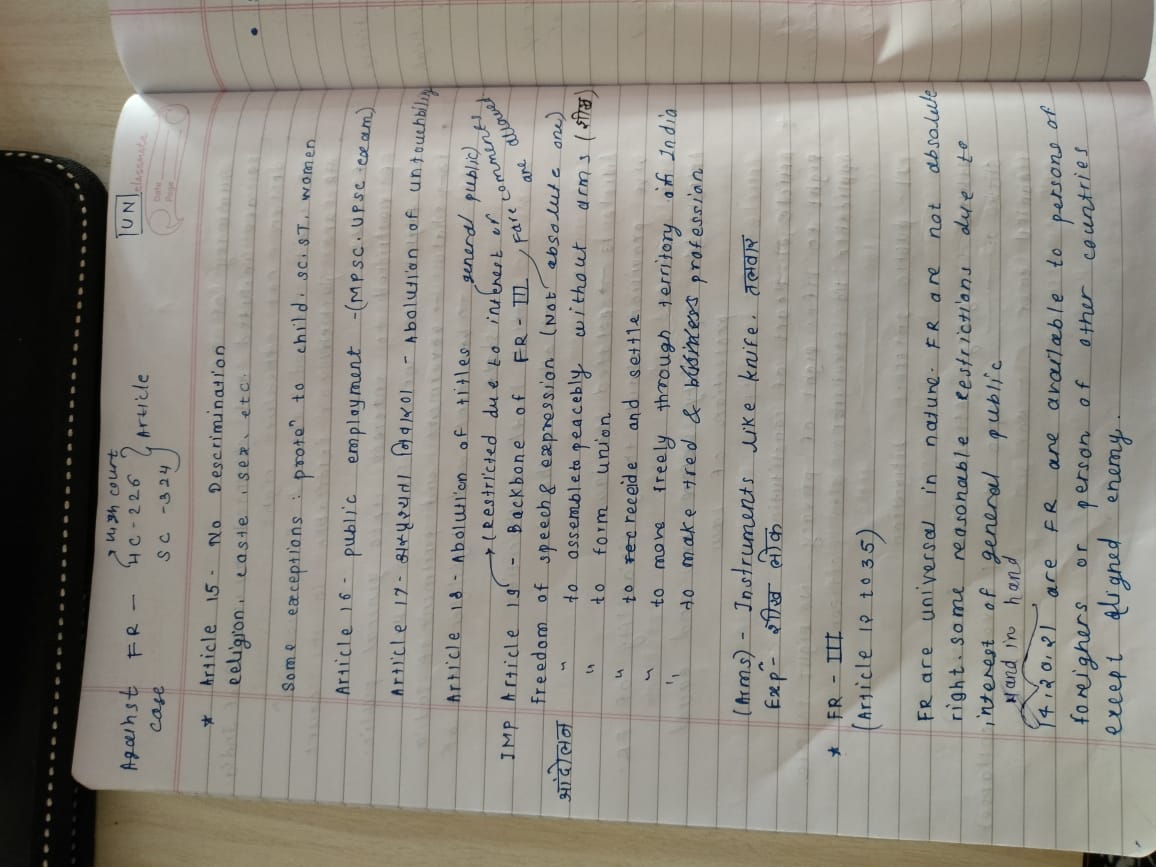 UN
classmate
Date
Page
Against FR - HC - 226 } Article
high court
case SC - 324
* Article 15 - No Descrimination
religion, caste, sex, etc.
Some exceptions : protⁿ to child, SC, ST, women
Article 16 - public employment - (MPSC, UPSC exam)
Article 17 - अस्पृश्यता निवारण - Abolution of untouchbility
Article 18 - Abolution of titles
general public)
→ (Restricted due to interest of
IMP Article 19 - Backbone of FR - III, Fare comments are allowed
Freedom of speech & expression (Not absolute one)
आंदोलन " to assemble peacebly without arms (शीख)
" to form union
" to receide and settle
" to move freely through territory of India
" to make tred & business profession
(Arms) - Instruments like knife, तलवार
Expⁿ - शीख लोक
* FR - III
(Article 12 to 35)
FR are universal in nature. FR are not absolute
right. some reasonable restrictions due to
interest of general public
Hand in hand
14, 20, 21 are FR are available to persons of
foreighers or person of other countries
except aligned enemy.